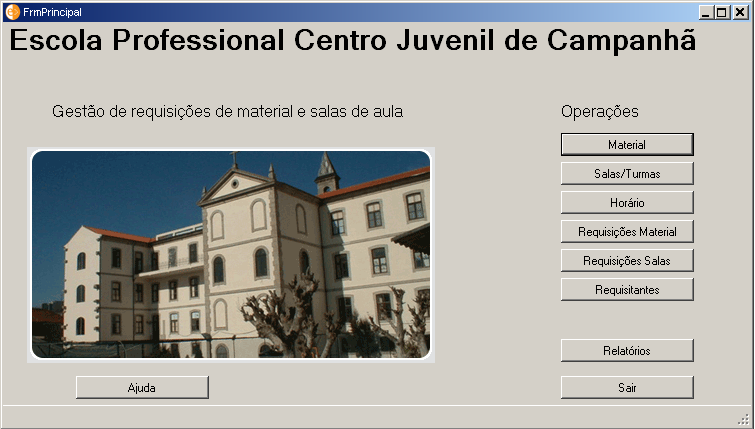 FrmPrincipal
Escola Professional Centro Juvenil de Campanhã
Gestão de requisições de material e salas de aula
Operações
Material
Salas/Turmas
Horário
Requisições Material
Requisições Salas
Requisitantes
Relatórios
Ajuda
Sair